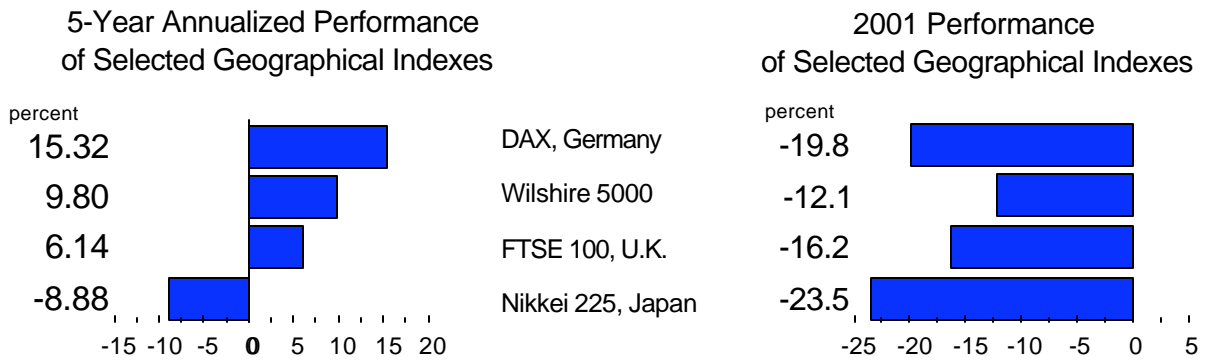 5-Year Annualized Performance
of Selected Geographical Indexes
percent
15.32
9.80
6.14
-8.88
-15 -10 -5 0 5 10 15 20
DAX, Germany
Wilshire 5000
FTSE 100, U.K.
Nikkei 225, Japan
2001 Performance
of Selected Geographical Indexes
percent
-19.8
-12.1
-16.2
-23.5
-25 -20 -15 -10 -5 0 5